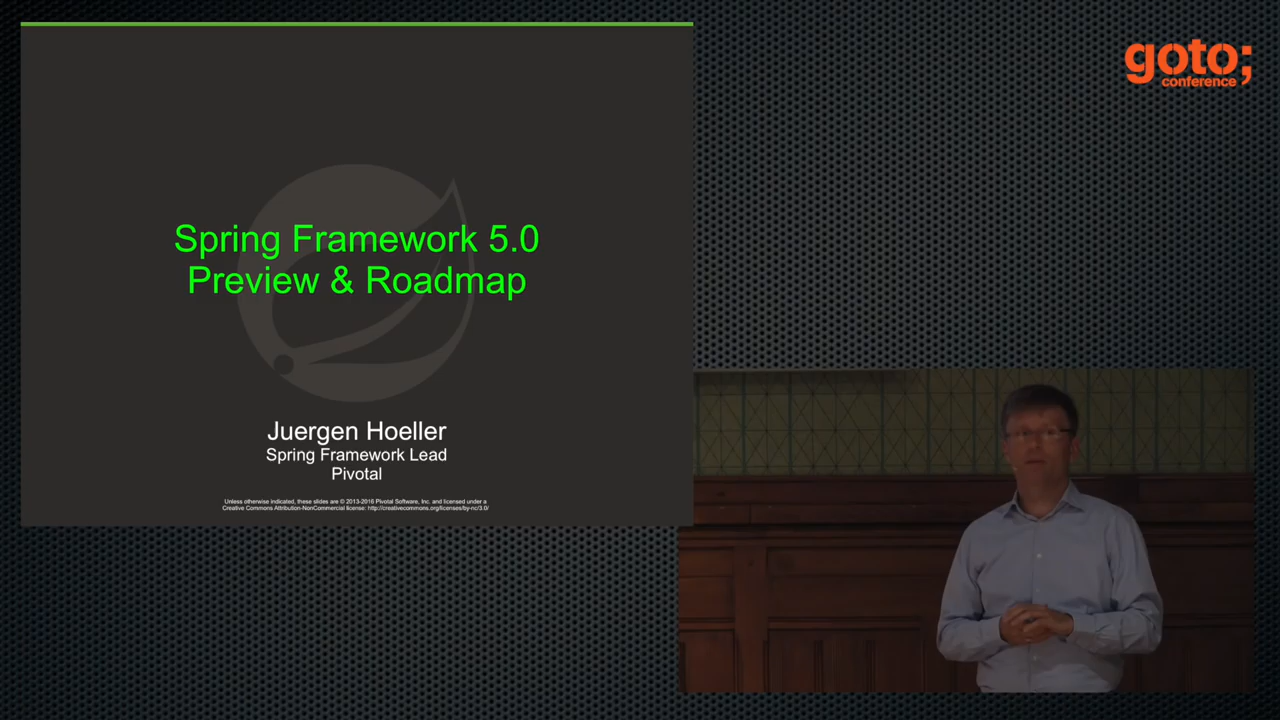 goto;
conference
Spring Framework 5.0
Preview & Roadmap
Juergen Hoeller
Spring Framework Lead
Pivotal
Unless otherwise indicated, these slides are © 2013-2016 Pivotal Software, Inc. and licensed under a
Creative Commons Attribution-NonCommercial license: http://creativecommons.org/licenses/by-nc/3.0/